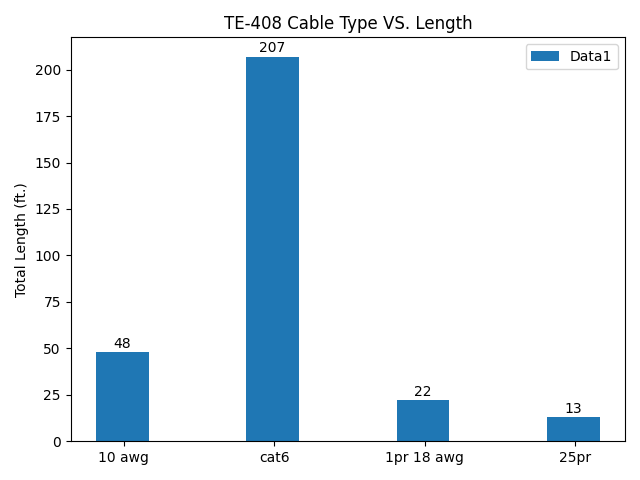 TE-408 Cable Type VS. Length
Data1
Total Length (ft.)
200
175
150
125
100
75
50
25
0
48
207
22
13
10 awg
cat6
1pr 18 awg
25pr